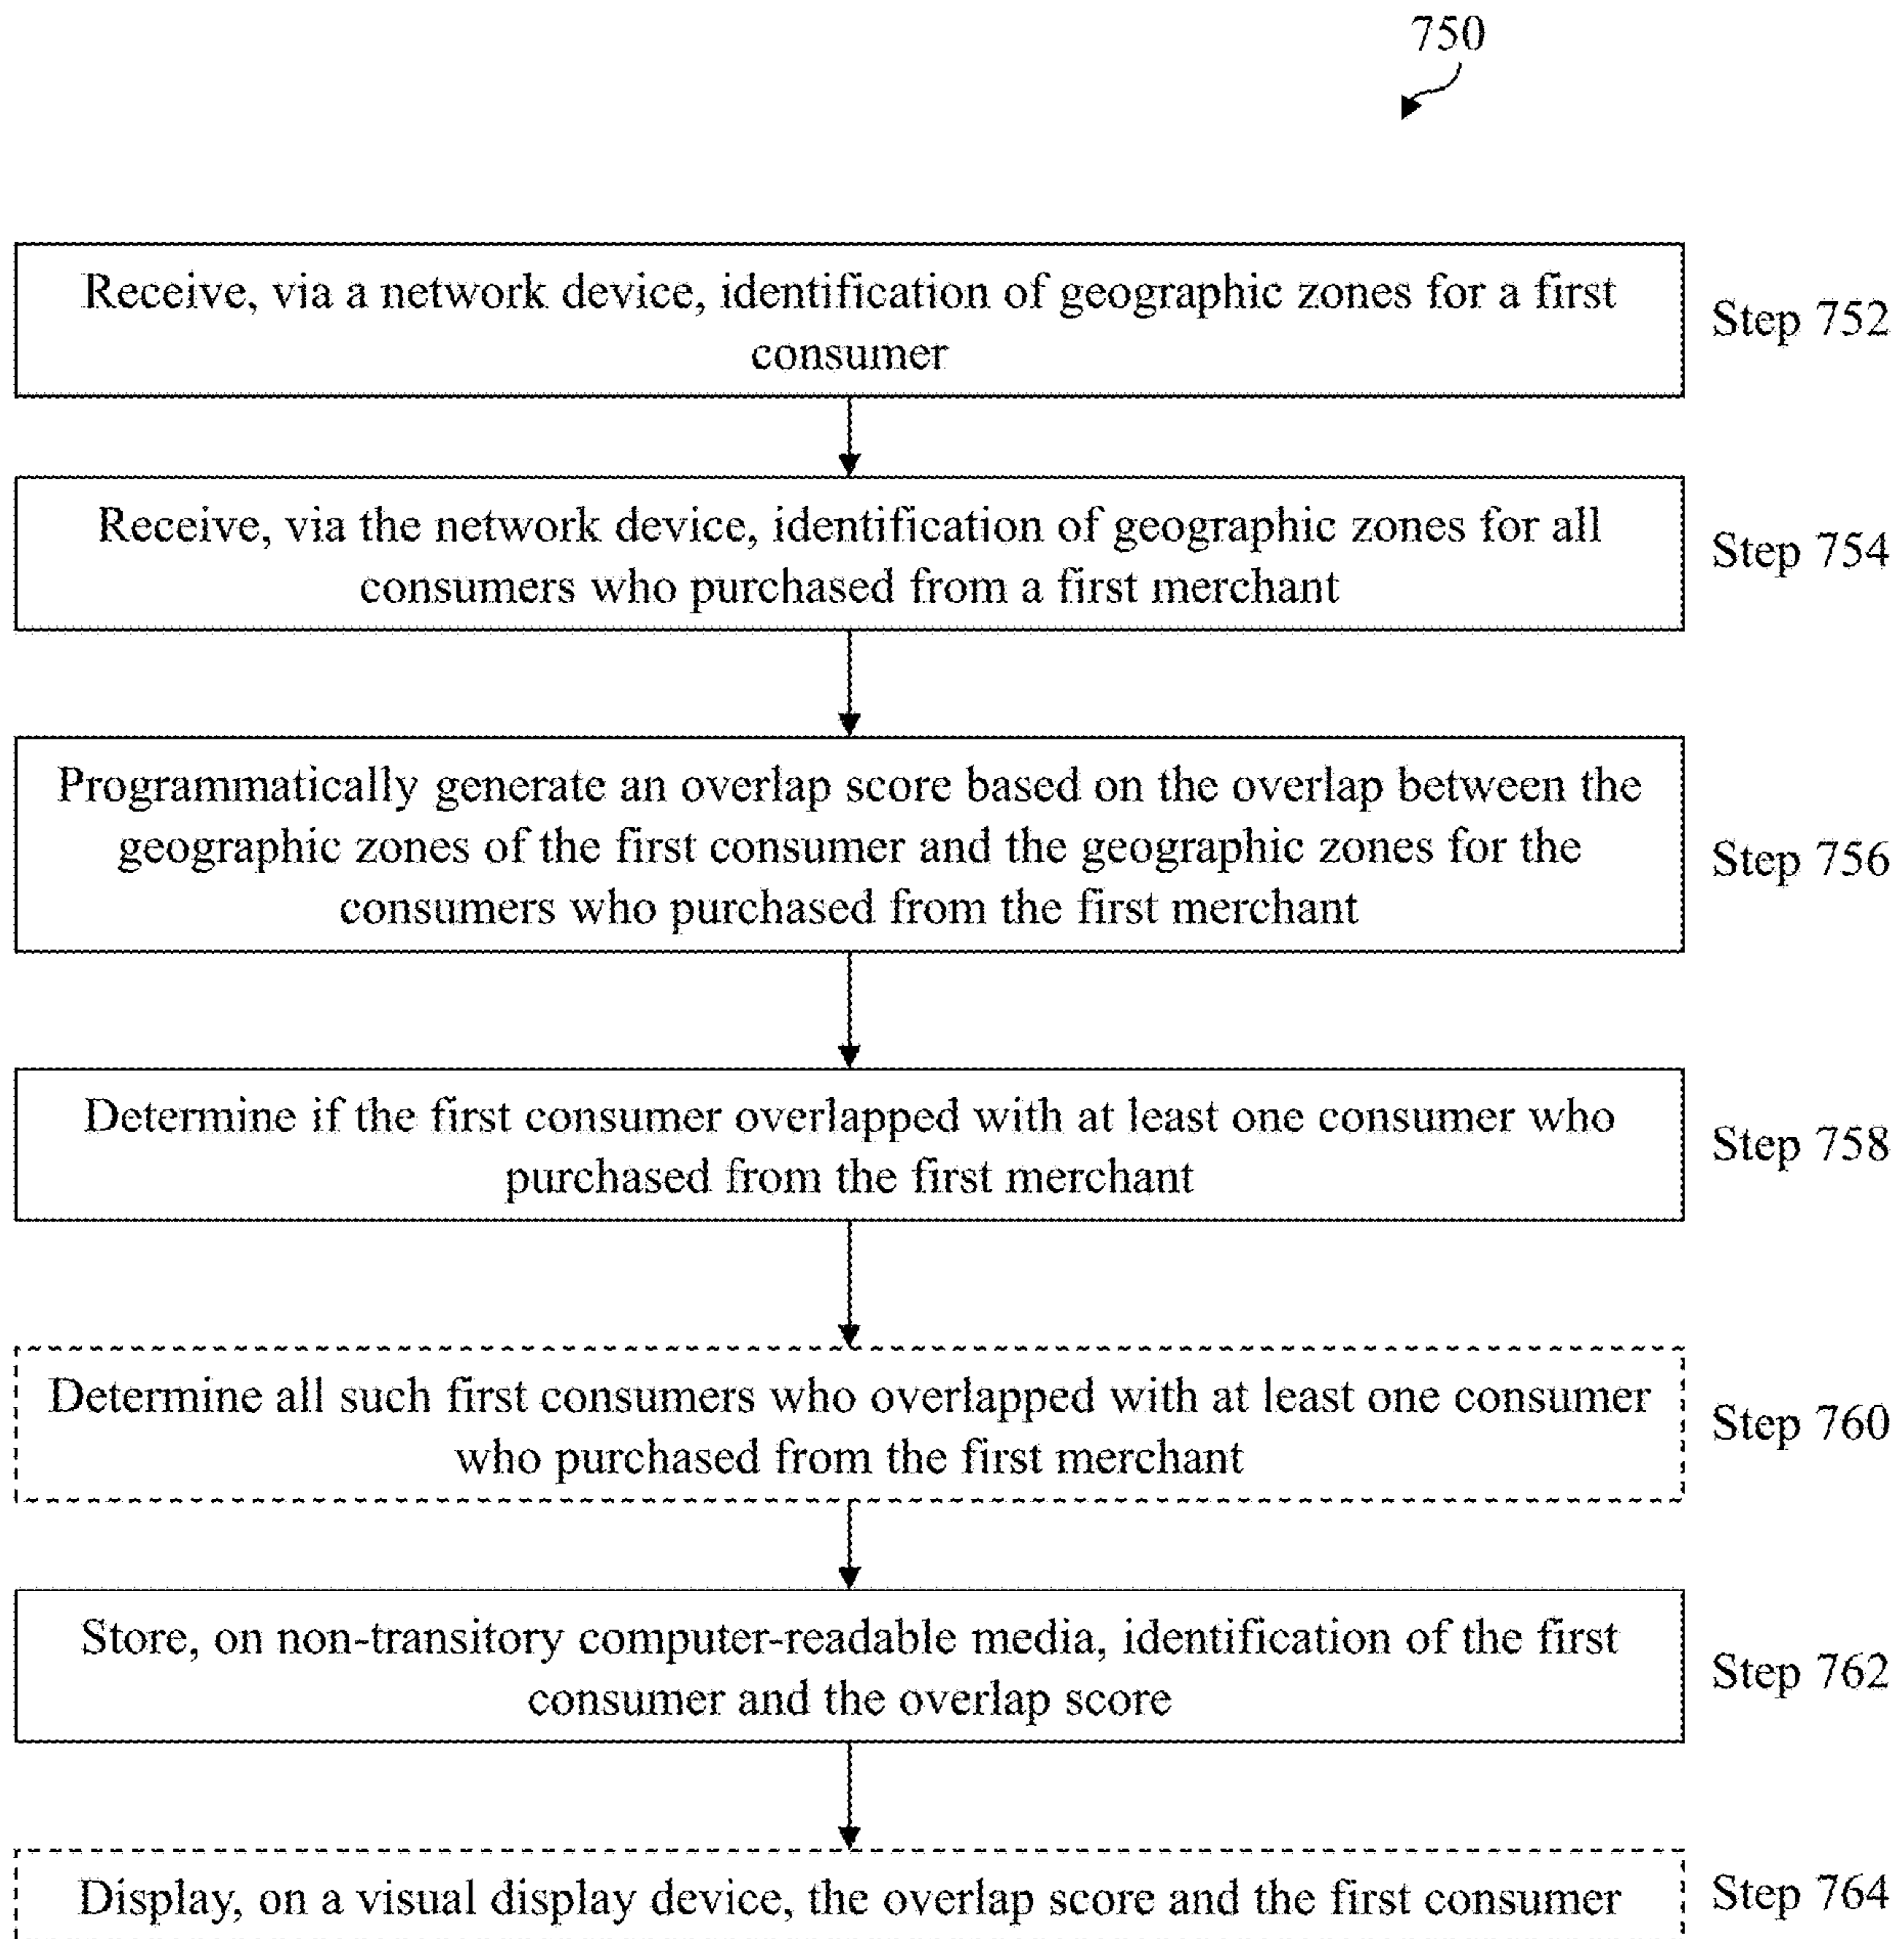 750
Receive, via a network device, identification of geographic zones for a first
consumer
Step 752
Receive, via the network device, identification of geographic zones for all
consumers who purchased from a first merchant
Step 754
Programmatically generate an overlap score based on the overlap between the
geographic zones of the first consumer and the geographic zones for the
consumers who purchased from the first merchant
Step 756
Determine if the first consumer overlapped with at least one consumer who
purchased from the first merchant
Step 758
Determine all such first consumers who overlapped with at least one consumer
who purchased from the first merchant
Step 760
Store, on non-transitory computer-readable media, identification of the first
consumer and the overlap score
Step 762
Display, on a visual display device, the overlap score and the first consumer
Step 764